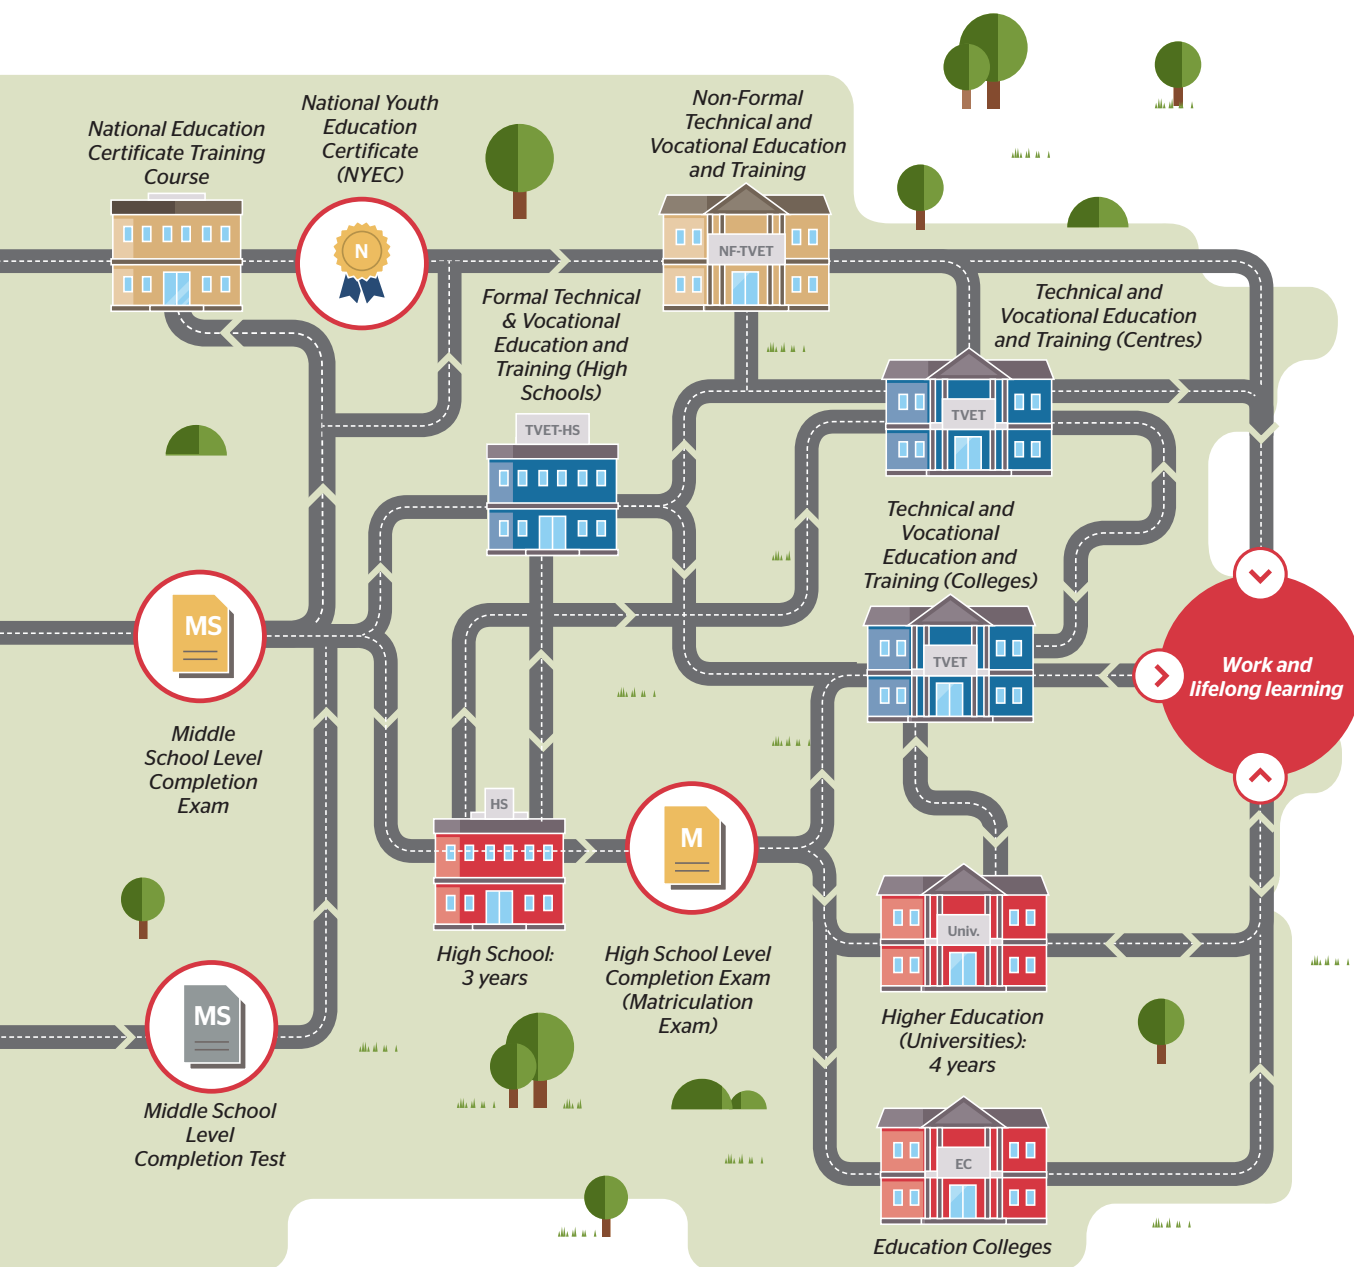 National Education
Certificate Training
Course
National Youth
Education
Certificate
(NYEC)
N
Non-Formal
Technical and
Vocational Education
and Training
NF-TVET
Formal Technical
& Vocational
Education and
Training (High
Schools)
TVET-HS
Technical and
Vocational Education
and Training (Centres)
TVET
Technical and
Vocational
Education and
Training (Colleges)
TVET
MS
Middle
School Level
Completion
Exam
Work and
lifelong learning
HS
High School:
3 years
M
High School Level
Completion Exam
(Matriculation
Exam)
Univ.
Higher Education
(Universities):
4 years
MS
Middle School
Level
Completion Test
EC
Education Colleges